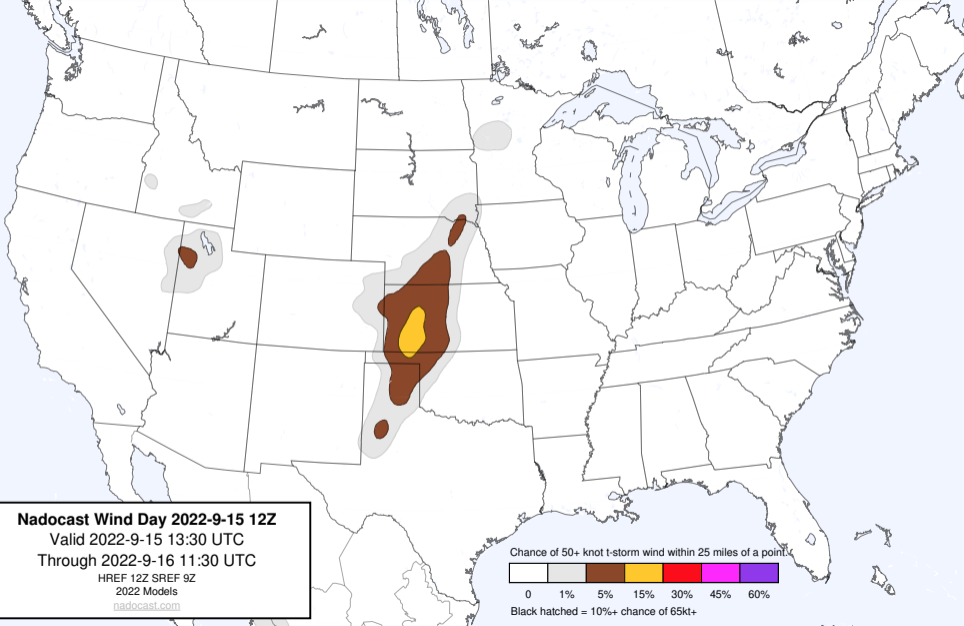 Nadocast Wind Day 2022-9-15 12Z
Valid 2022-9-15 13:30 UTC
Through 2022-9-16 11:30 UTC
HREF 12Z SREF 9Z
2022 Models
nadocast.com
Chance of 50+ knot t-storm wind within 25 miles of a point.
0 1% 5% 15% 30% 45% 60%
Black hatched = 10%+ chance of 65kt+